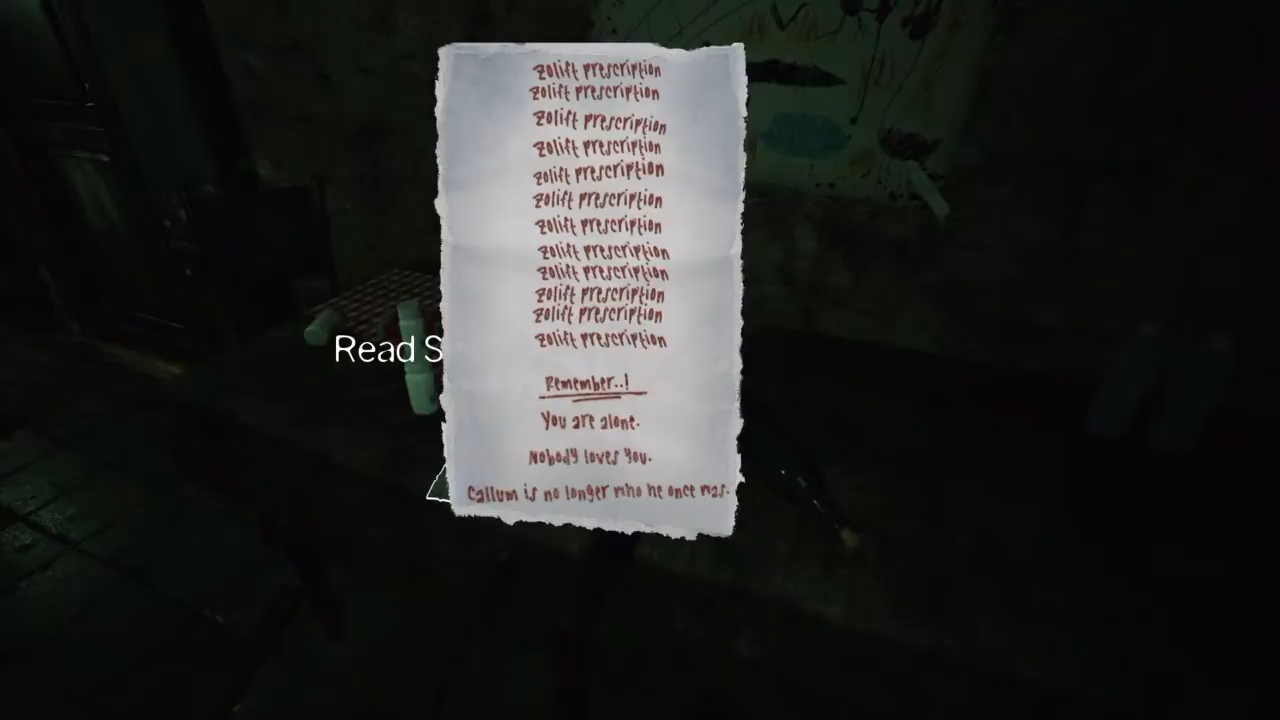 Zolift prescription
Zolift prescription
Zolift prescription
Zolift prescription
Zolift prescription
Zolift prescription
Zolift prescription
Zolift prescription
Zolift prescription
Zolift prescription
Zolift prescription
Zolift prescription
Read S
Remember..!
You are alone.
Nobody loves You.
Callum is no longer who he once was.